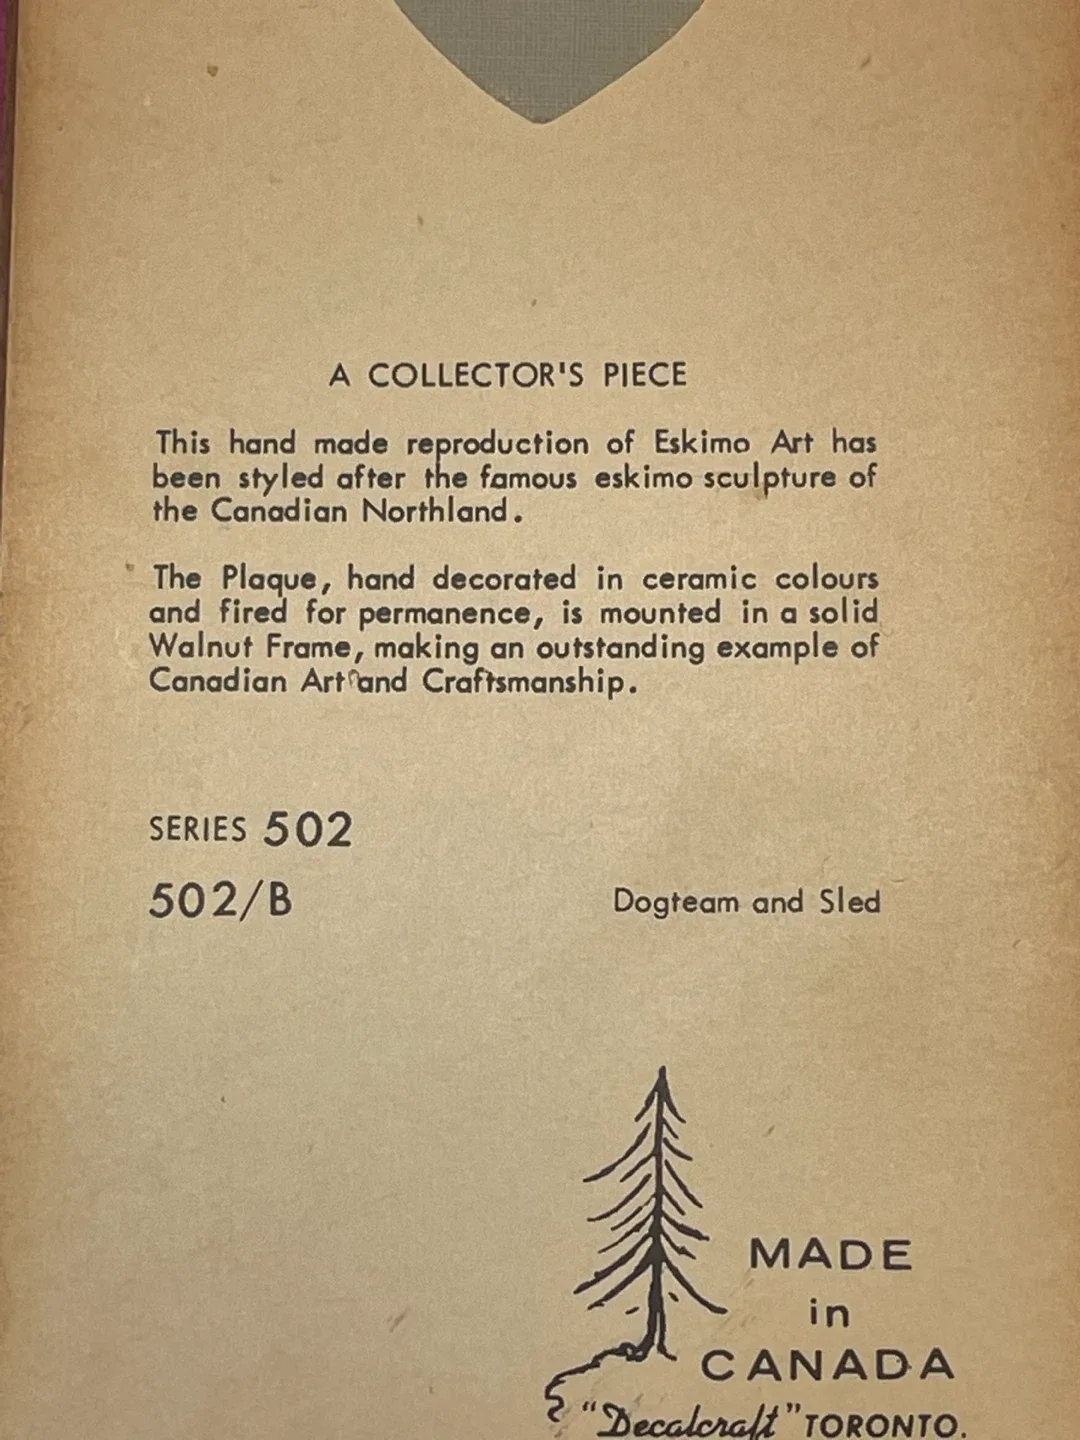 A COLLECTOR'S PIECE
This hand made reproduction of Eskimo Art has
been styled after the famous eskimo sculpture of
the Canadian Northland.
The Plaque, hand decorated in ceramic colours
and fired for permanence, is mounted in a solid
Walnut Frame, making an outstanding example of
Canadian Art and Craftsmanship.
SERIES 502
502/B Dogteam and Sled
MADE
in
CANADA
"Decalcraft" TORONTO.